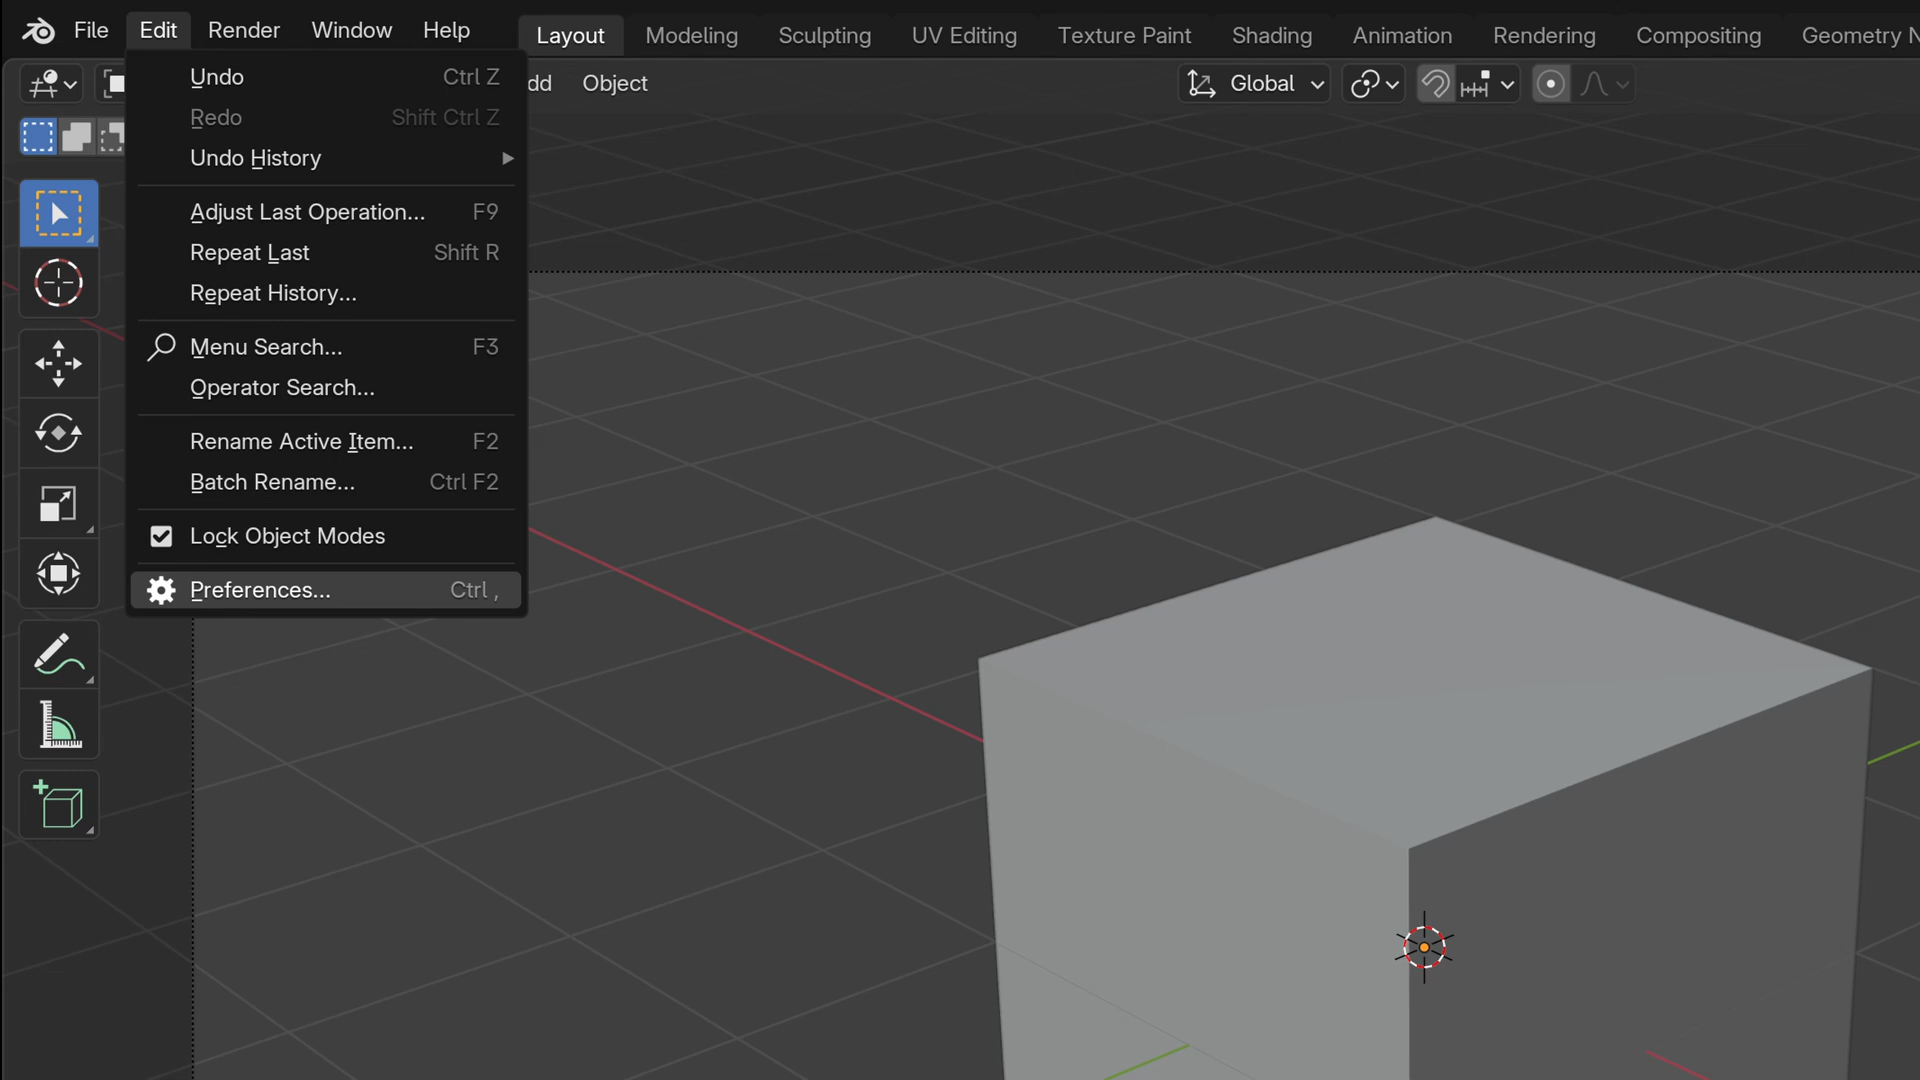 File Edit Render Window Help Layout Modeling Sculpting UV Editing Texture Paint Shading Animation Rendering Compositing Geometry N
dd Object Global
Undo Ctrl Z
Redo Shift Ctrl Z
Undo History
Adjust Last Operation... F9
Repeat Last Shift R
Repeat History...
Menu Search... F3
Operator Search...
Rename Active Item... F2
Batch Rename... Ctrl F2
Lock Object Modes
Preferences... Ctrl ,